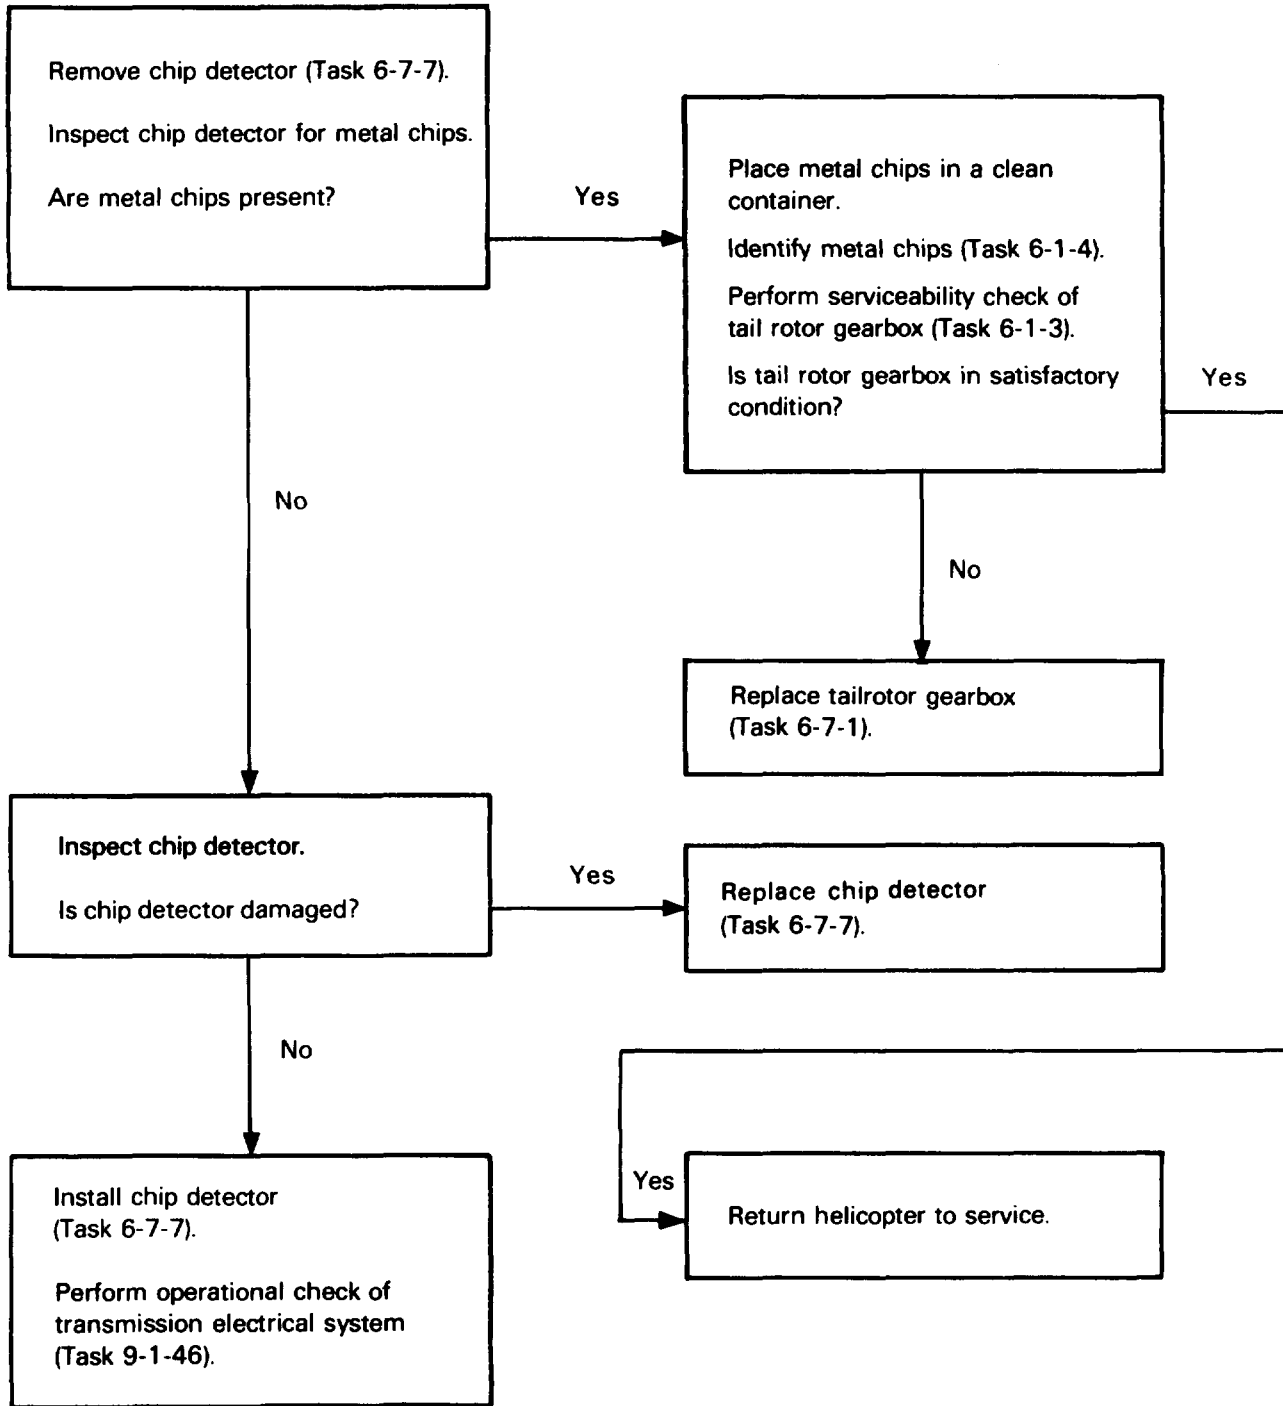 Remove chip detector (Task 6-7-7).
Inspect chip detector for metal chips.
Are metal chips present?
Yes
Place metal chips in a clean
container.
Identify metal chips (Task 6-1-4).
Perform serviceability check of
tail rotor gearbox (Task 6-1-3).
Is tail rotor gearbox in satisfactory
condition?
Yes
No
No
Replace tailrotor gearbox
(Task 6-7-1).
Inspect chip detector.
Is chip detector damaged?
Yes
Replace chip detector
(Task 6-7-7).
No
Install chip detector
(Task 6-7-7).
Perform operational check of
transmission electrical system
(Task 9-1-46).
Yes
Return helicopter to service.